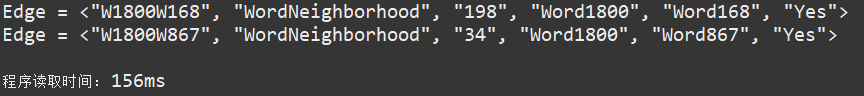 Edge = <"W1800W168", "WordNeighborhood", "198", "Word1800", "Word168", "Yes">
Edge = <"W1800W867", "WordNeighborhood", "34", "Word1800", "Word867", "Yes">
程序读取时间：156ms